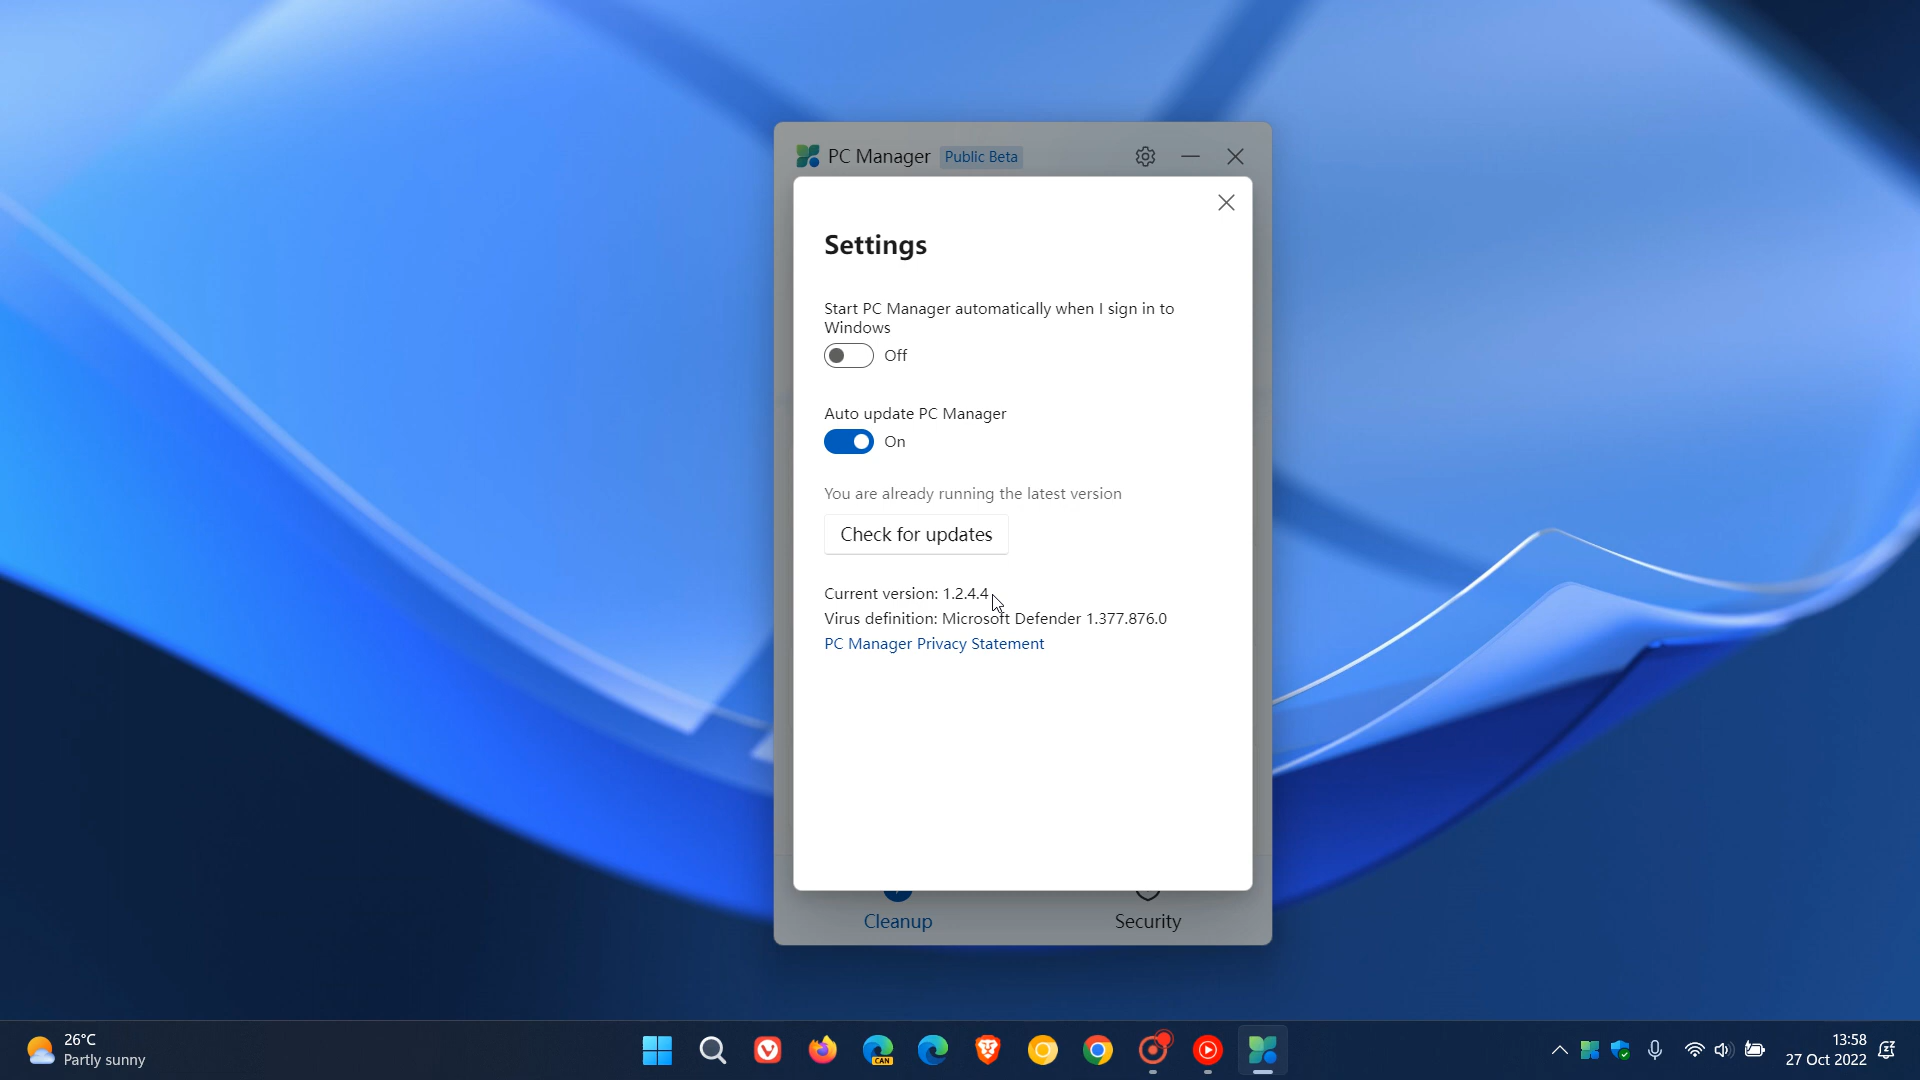 PC Manager Public Beta
Settings
Start PC Manager automatically when I sign in to
Windows
Off
Auto update PC Manager
On
You are already running the latest version
Check for updates
Current version: 1.2.4.4
Virus definition: Microsoft Defender 1.377.876.0
PC Manager Privacy Statement
Cleanup
Security
26°C
Partly sunny
CAN
13:58
27 Oct 2022